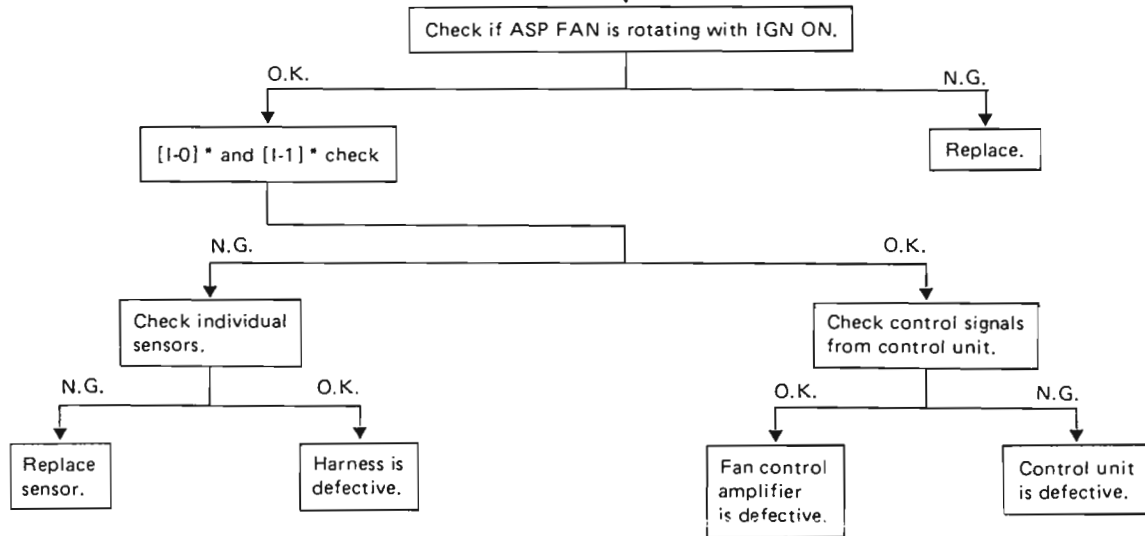 Check if ASP FAN is rotating with IGN ON.
O.K.
N.G.
[I-0] * and [I-1] * check
Replace.
N.G.
O.K.
Check individual
sensors.
Check control signals
from control unit.
N.G.
O.K.
O.K.
N.G.
Replace
sensor.
Harness is
defective.
Fan control
amplifier
is defective.
Control unit
is defective.